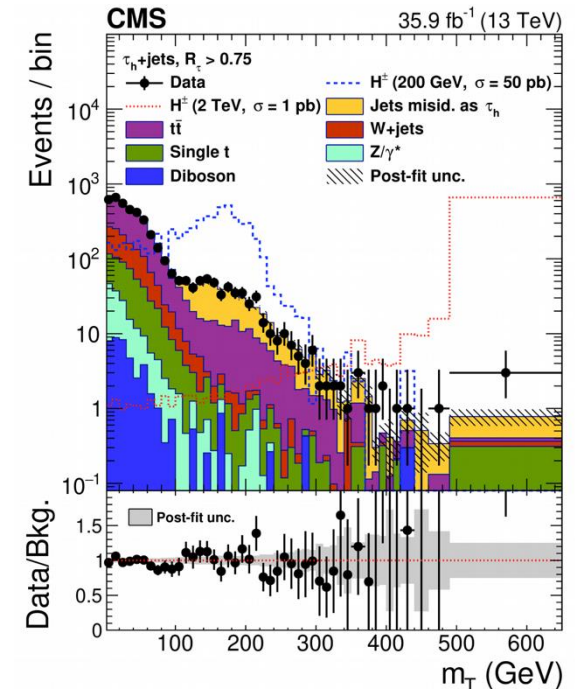 CMS 35.9 fb⁻¹ (13 TeV)
Events / bin
τₕ+jets, R_τ > 0.75
Data
H± (200 GeV, σ = 50 pb)
H± (2 TeV, σ = 1 pb)
Jets misid. as τₕ
tt̄
W+jets
Single t
Z/γ*
Diboson
Post-fit unc.
10⁴
10³
10²
10
1
10⁻¹
Data/Bkg.
Post-fit unc.
1.5
1
0.5
0
100 200 300 400 500 600
m_T (GeV)